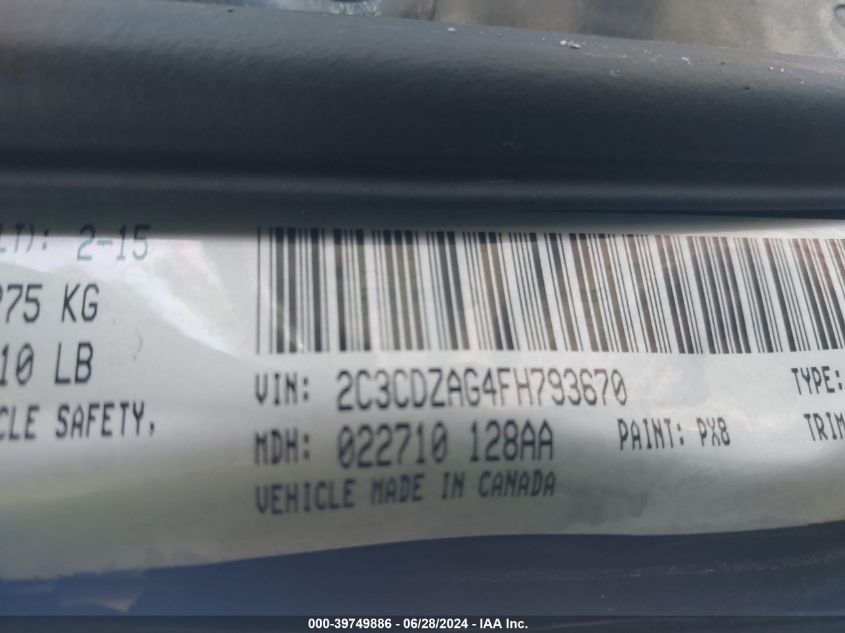 LT): 2-15
975 KG
10 LB
CLE SAFETY,
VIN: 2C3CDZAG4FH793670
TYPE:
MDH: 022710 128AA
PAINT: PX8
TRIM
VEHICLE MADE IN CANADA
000-39749886 / 06/28/2024 - IAA Inc.